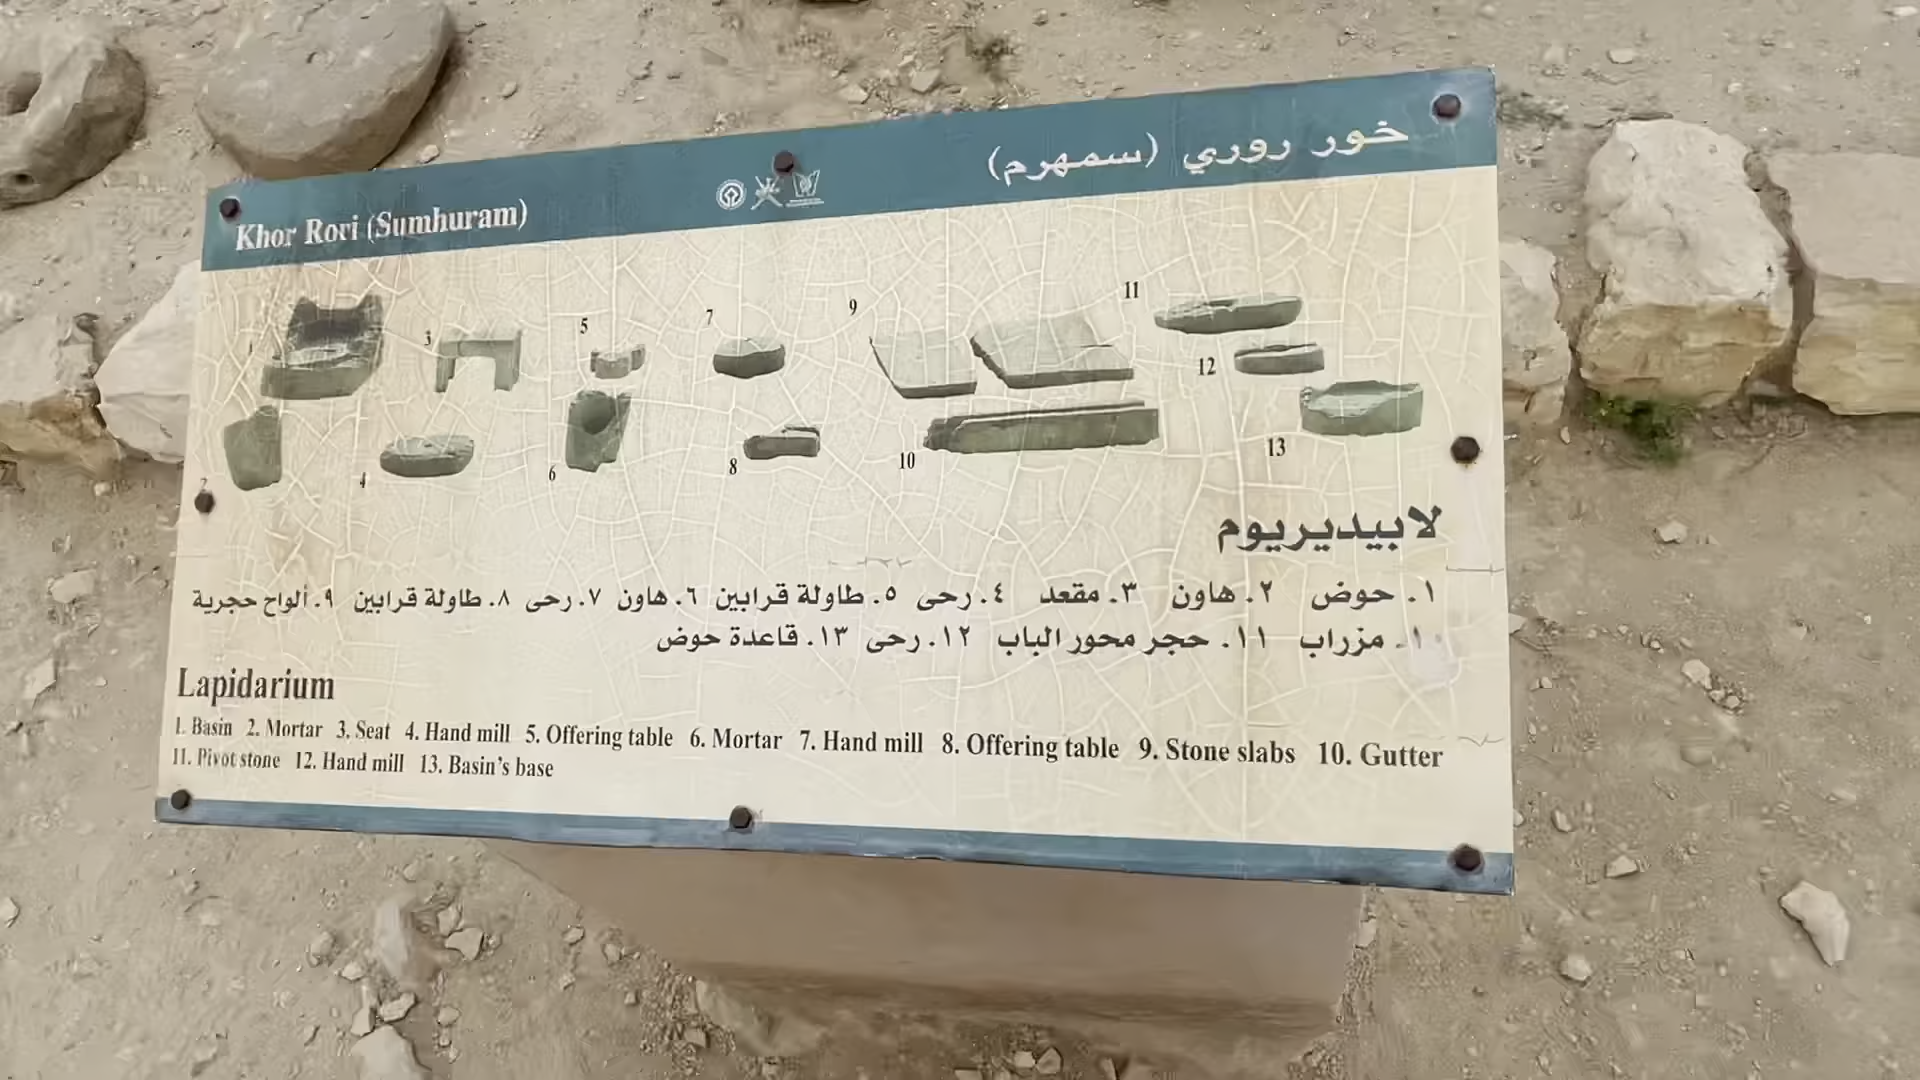 Khor Rori (Sumhuram)
خور روري (سمهرم)
1
2
3
4
5
6
7
8
9
10
11
12
13
لابيديريوم
١. حوض ٢. هاون ٣. مقعد ٤. رحى ٥. طاولة قرابين ٦. هاون ٧. رحى ٨. طاولة قرابين ٩. ألواح حجرية
١٠. مزراب ١١. حجر محور الباب ١٢. رحى ١٣. قاعدة حوض
Lapidarium
1. Basin 2. Mortar 3. Seat 4. Hand mill 5. Offering table 6. Mortar 7. Hand mill 8. Offering table 9. Stone slabs 10. Gutter
11. Pivot stone 12. Hand mill 13. Basin's base